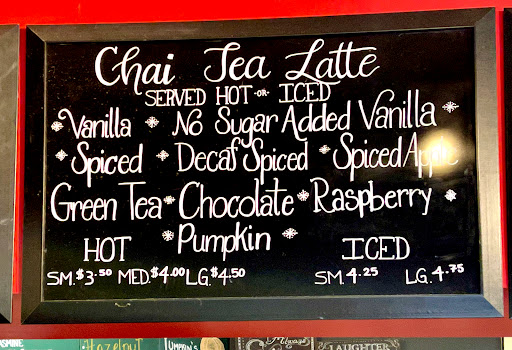 Chai Tea Latte
SERVED HOT OR ICED
Vanilla * No Sugar Added Vanilla
* Spiced * Decaf Spiced * Spiced Apple
Green Tea * Chocolate * Raspberry *
* Pumpkin *
HOT ICED
SM. $3.50 MED. $4.00 LG. $4.50 SM. 4.25 LG. 4.75
Hazelnut
LAUGHTER